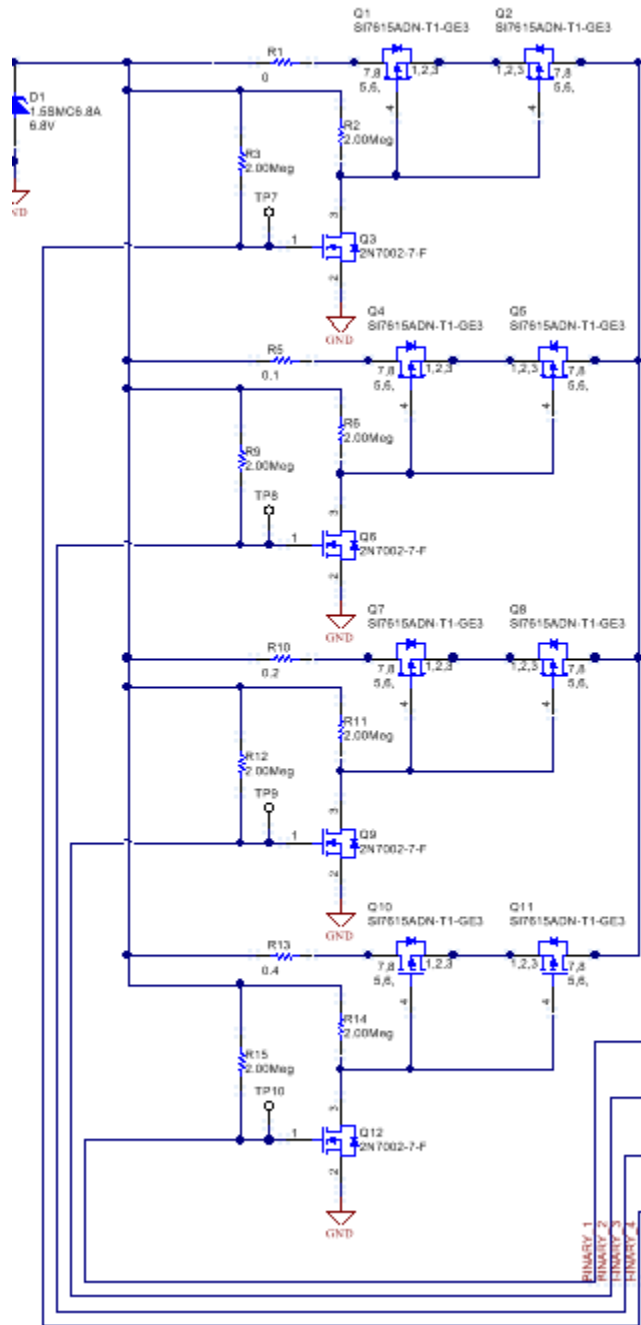 Q1
SI7615ADN-T1-GE3
Q2
SI7615ADN-T1-GE3
R1
0
7,8
5,6,
1,2,3
1,2,3
7,8
5,6,
4
4
D1
1.5SMC6.8A
6.8V
R2
2.00Meg
R3
2.00Meg
TP7
3
1
Q3
2N7002-7-F
2
GND
GND
Q4
SI7615ADN-T1-GE3
Q5
SI7615ADN-T1-GE3
R5
0.1
7,8
5,6,
1,2,3
1,2,3
7,8
5,6,
4
4
R6
2.00Meg
R9
2.00Meg
TP8
3
1
Q6
2N7002-7-F
2
GND
Q7
SI7615ADN-T1-GE3
Q8
SI7615ADN-T1-GE3
R10
0.2
7,8
5,6,
1,2,3
1,2,3
7,8
5,6,
4
4
R11
2.00Meg
R12
2.00Meg
TP9
3
1
Q9
2N7002-7-F
2
GND
Q10
SI7615ADN-T1-GE3
Q11
SI7615ADN-T1-GE3
R13
0.4
7,8
5,6,
1,2,3
1,2,3
7,8
5,6,
4
4
R14
2.00Meg
R15
2.00Meg
TP10
3
1
Q12
2N7002-7-F
2
GND
BINARY_1
BINARY_2
BINARY_3
BINARY_4